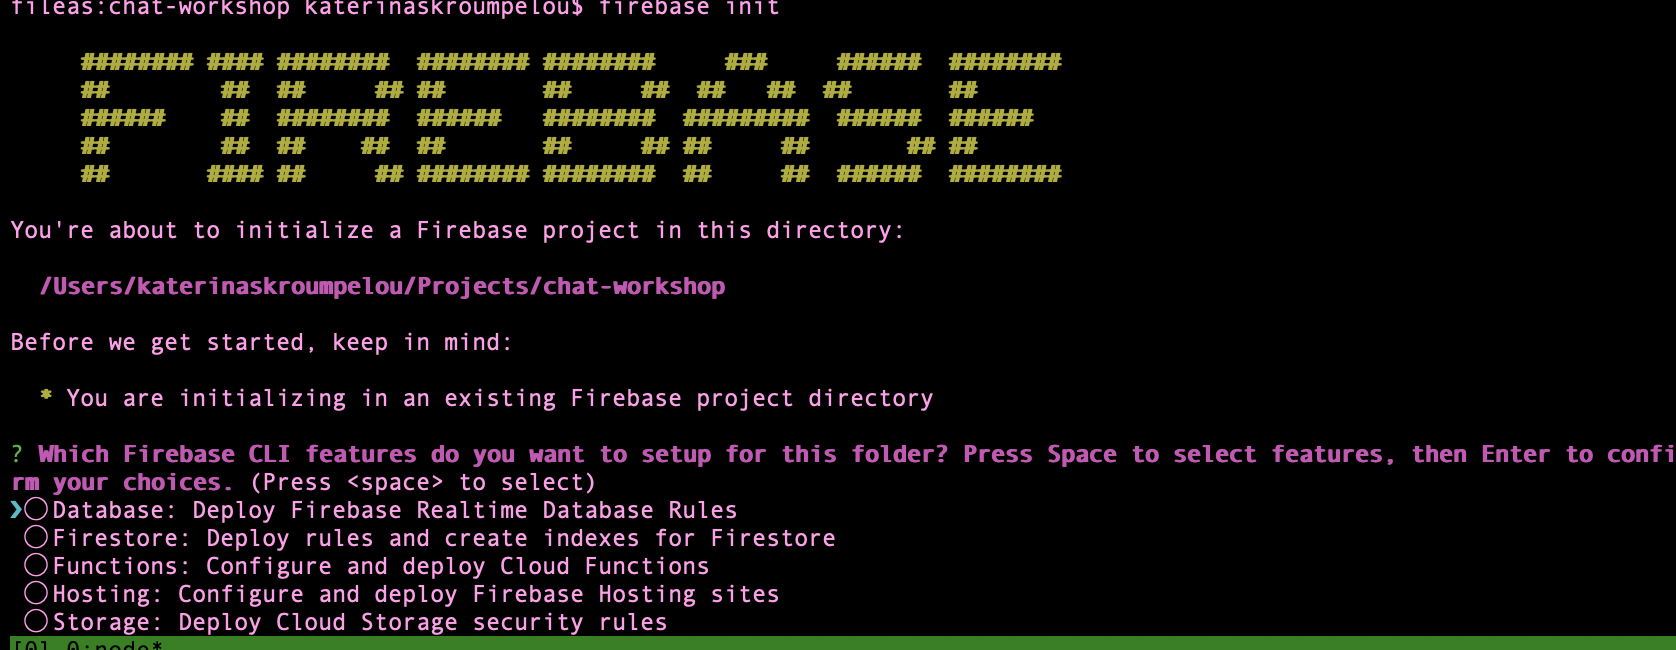 fileas:chat-workshop katerinaskroumpelou$ firebase init
######## #### ########  ######## ########     ###     ######  ########
##        ##  ##     ## ##       ##     ##  ##   ##  ##       ##
######    ##  ########  ######   ########  #########  ######  ######
##        ##  ##    ##  ##       ##     ## ##     ##       ## ##
##       #### ##     ## ######## ########  ##     ##  ######  ########
You're about to initialize a Firebase project in this directory:
/Users/katerinaskroumpelou/Projects/chat-workshop
Before we get started, keep in mind:
* You are initializing in an existing Firebase project directory
? Which Firebase CLI features do you want to setup for this folder? Press Space to select features, then Enter to confi
rm your choices. (Press <space> to select)
❯◯Database: Deploy Firebase Realtime Database Rules
◯Firestore: Deploy rules and create indexes for Firestore
◯Functions: Configure and deploy Cloud Functions
◯Hosting: Configure and deploy Firebase Hosting sites
◯Storage: Deploy Cloud Storage security rules
[0] 0:node*